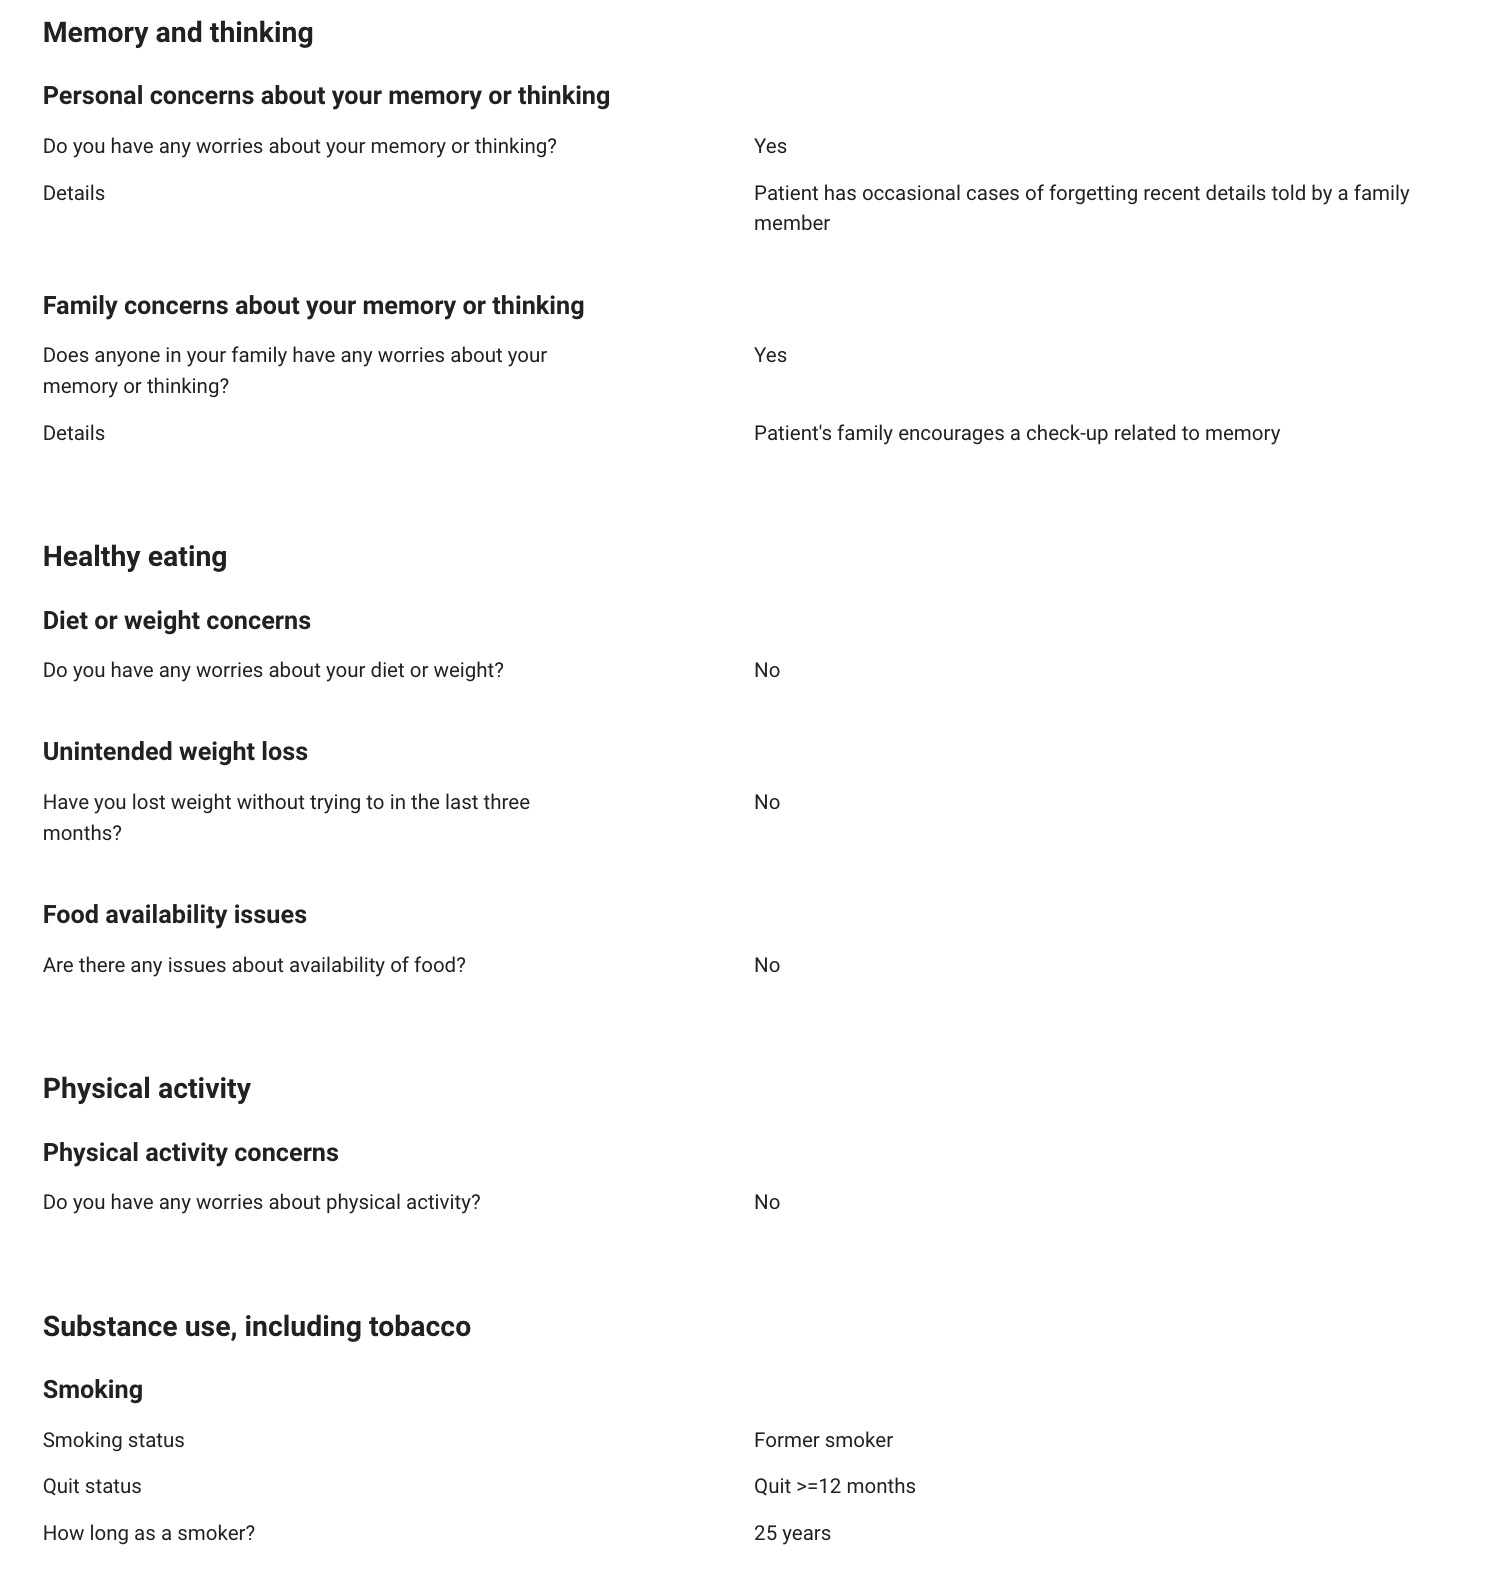 Memory and thinking
Personal concerns about your memory or thinking
Do you have any worries about your memory or thinking?
Yes
Details
Patient has occasional cases of forgetting recent details told by a family
member
Family concerns about your memory or thinking
Does anyone in your family have any worries about your
memory or thinking?
Yes
Details
Patient's family encourages a check-up related to memory
Healthy eating
Diet or weight concerns
Do you have any worries about your diet or weight?
No
Unintended weight loss
Have you lost weight without trying to in the last three
months?
No
Food availability issues
Are there any issues about availability of food?
No
Physical activity
Physical activity concerns
Do you have any worries about physical activity?
No
Substance use, including tobacco
Smoking
Smoking status
Former smoker
Quit status
Quit >=12 months
How long as a smoker?
25 years